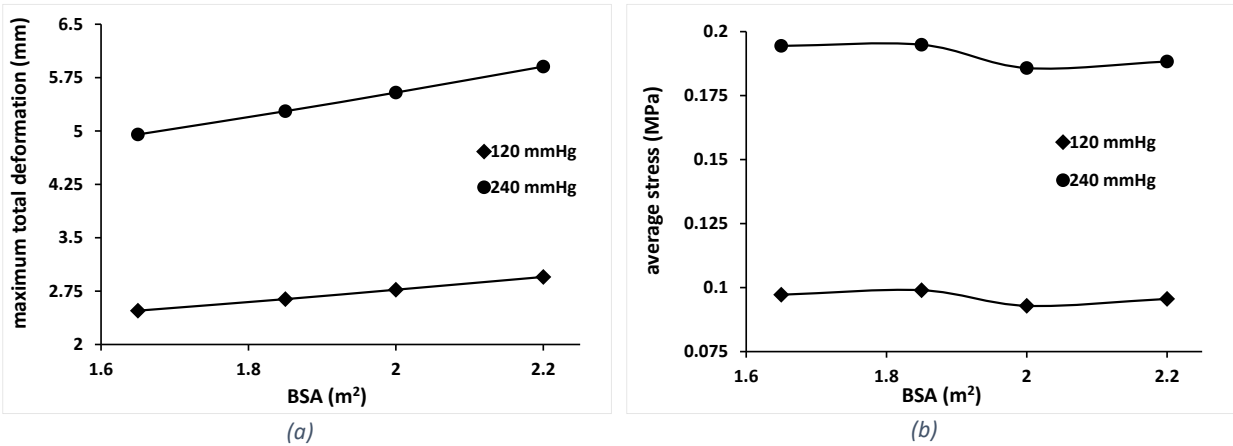 maximum total deformation (mm)
6.5
5.75
5
4.25
3.5
2.75
2
1.6
1.8
2
2.2
BSA (m²)
120 mmHg
240 mmHg
(a)
average stress (MPa)
0.2
0.175
0.15
0.125
0.1
0.075
1.6
1.8
2
2.2
BSA (m²)
120 mmHg
240 mmHg
(b)